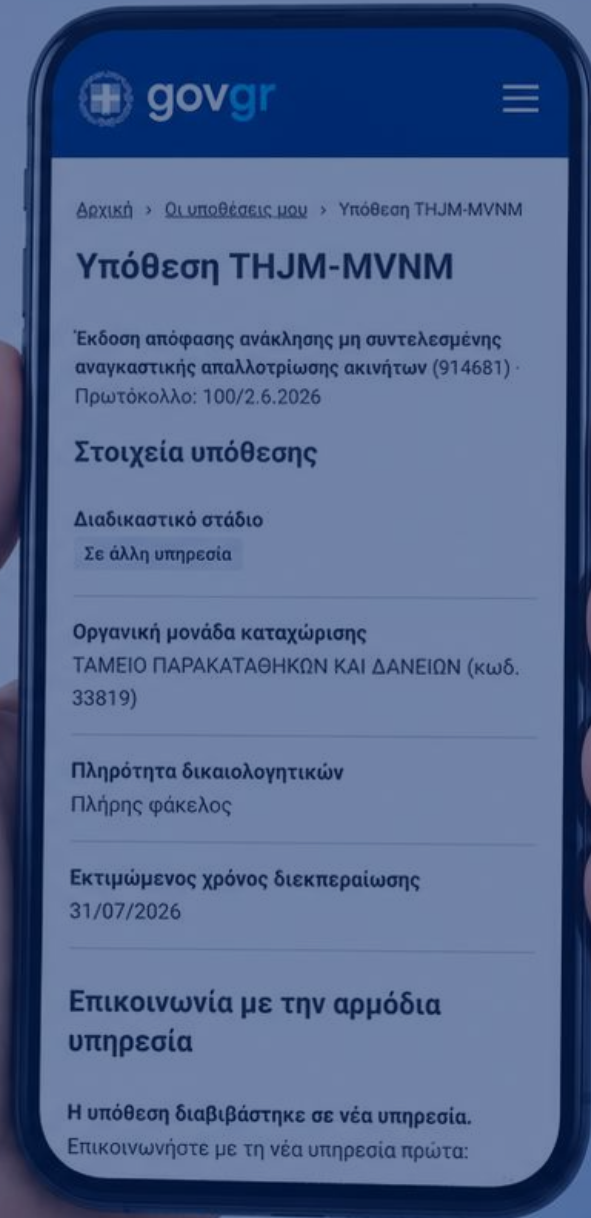 govgr
Αρχική › Οι υποθέσεις μου › Υπόθεση THJM-MVNM
Υπόθεση THJM-MVNM
Έκδοση απόφασης ανάκλησης μη συντελεσμένης
αναγκαστικής απαλλοτρίωσης ακινήτων (914681) ·
Πρωτόκολλο: 100/2.6.2026
Στοιχεία υπόθεσης
Διαδικαστικό στάδιο
Σε άλλη υπηρεσία
Οργανική μονάδα καταχώρισης
ΤΑΜΕΙΟ ΠΑΡΑΚΑΤΑΘΗΚΩΝ ΚΑΙ ΔΑΝΕΙΩΝ (κωδ.
33819)
Πληρότητα δικαιολογητικών
Πλήρης φάκελος
Εκτιμώμενος χρόνος διεκπεραίωσης
31/07/2026
Επικοινωνία με την αρμόδια
υπηρεσία
Η υπόθεση διαβιβάστηκε σε νέα υπηρεσία.
Επικοινωνήστε με τη νέα υπηρεσία πρώτα: